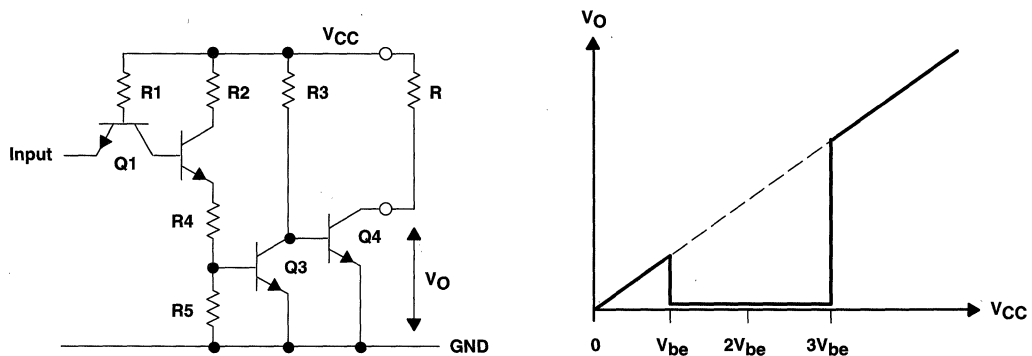 VCC
R1
R2
R3
R
Input
Q1
R4
Q4
Q3
VO
R5
GND
VO
VCC
0
Vbe
2Vbe
3Vbe